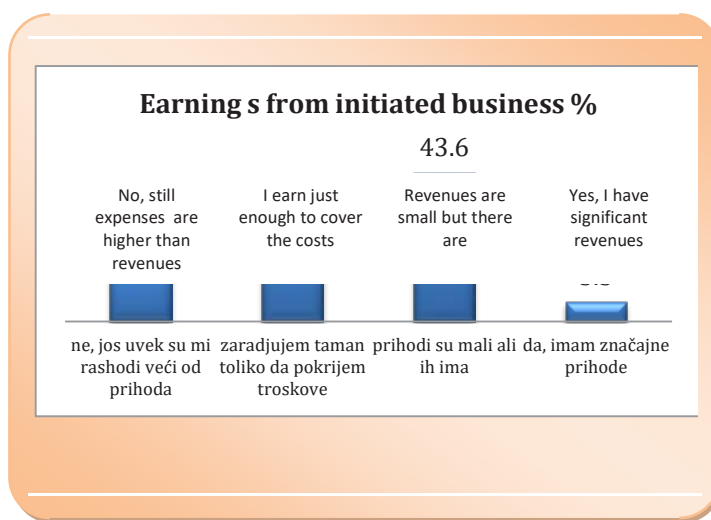 Earning s from initiated business %
43.6
No, still
expenses are
higher than
revenues
I earn just
enough to cover
the costs
Revenues are
small but there
are
Yes, I have
significant
revenues
ne, jos uvek su mi
rashodi veći od
prihoda
zaradjujem taman
toliko da pokrijem
troskove
prihodi su mali ali
ih ima
da, imam značajne
prihode